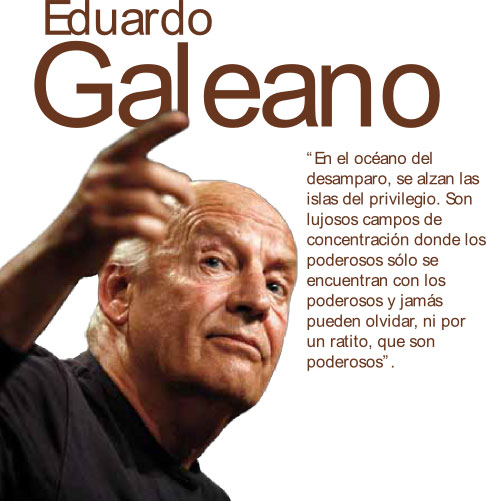 Eduardo
Galeano
“En el océano del
desamparo, se alzan las
islas del privilegio. Son
lujosos campos de
concentración donde los
poderosos sólo se
encuentran con los
poderosos y jamás
pueden olvidar, ni por
un ratito, que son
poderosos”.